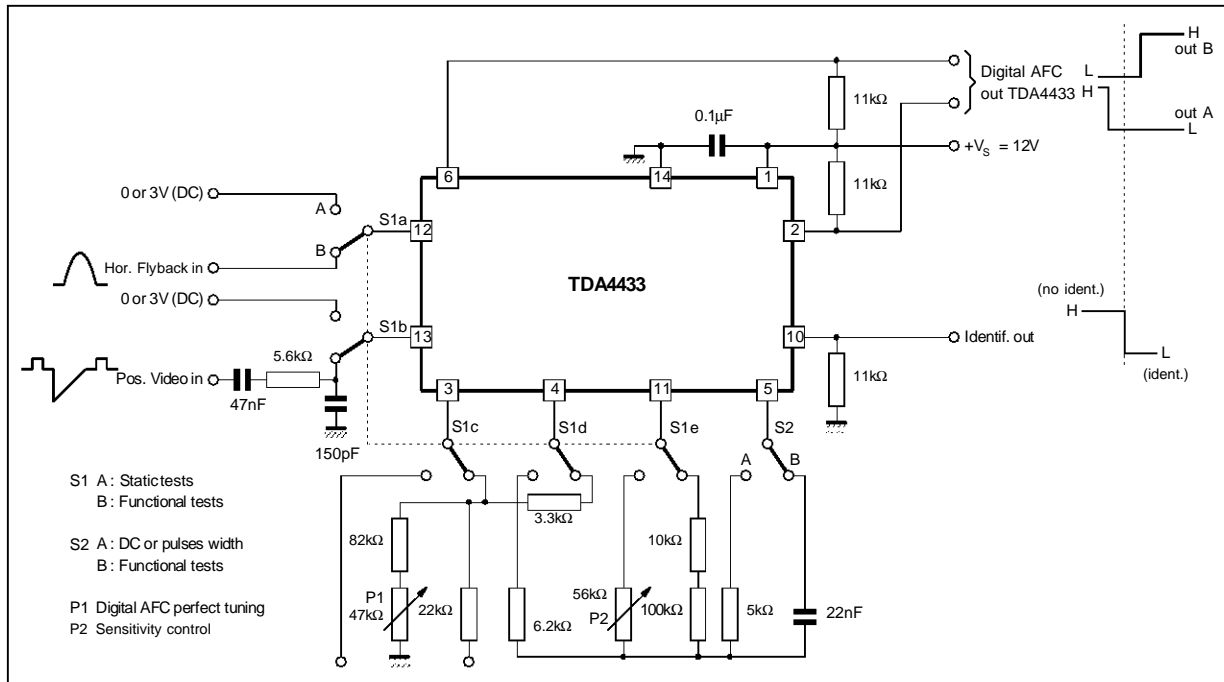 H
out B
L
H
out A
L
Digital AFC
out TDA4433
11kΩ
0.1µF
+VS = 12V
6
14
1
11kΩ
0 or 3V (DC)
A
S1a
12
2
B
Hor. Flyback in
TDA4433
0 or 3V (DC)
(no ident.)
H
S1b
13
10
Identif. out
L
(ident.)
5.6kΩ
Pos. Video in
47nF
11kΩ
3
4
11
5
150pF
S1c
S1d
S1e
S2
A
B
S1 A : Static tests
B : Functional tests
3.3kΩ
S2 A : DC or pulses width
B : Functional tests
82kΩ
10kΩ
P1
47kΩ
22kΩ
6.2kΩ
56kΩ
P2
100kΩ
5kΩ
22nF
P1 Digital AFC perfect tuning
P2 Sensitivity control